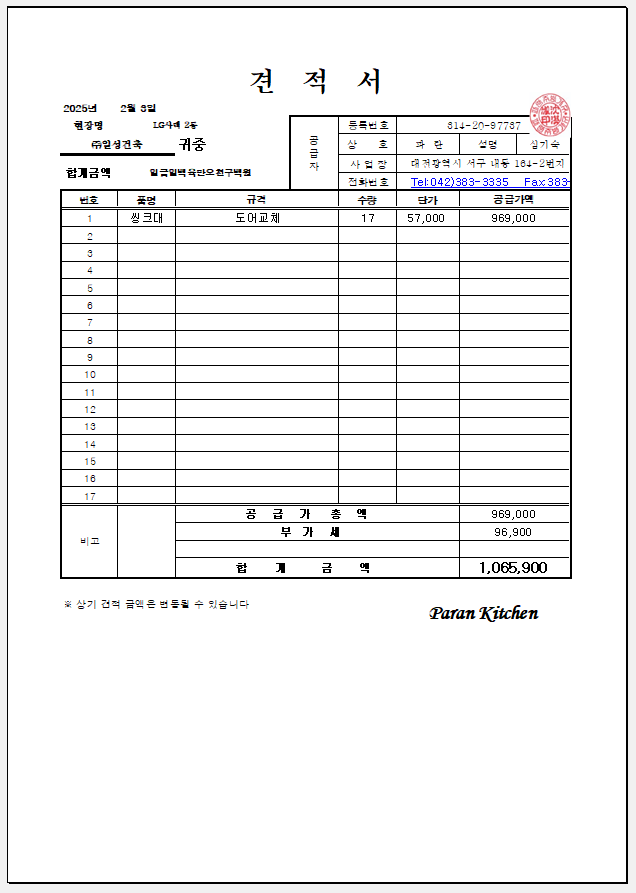 견 적 서
2025년 2월 3일
현장명 LG사택 2동
㈜일성건축 귀중
합계금액 일금일백육만오천구백원
공급자
등록번호 314-20-97787
상 호 파 란 성명 심기숙
사 업 장 대전광역시 서구 내동 184-2번지
전화번호 Tel:042)383-3335 Fax:383-
번호 품명 규격 수량 단가 공급가액
1 씽크대 도어교체 17 57,000 969,000
2
3
4
5
6
7
8
9
10
11
12
13
14
15
16
17
비고
공 급 가 총 액 969,000
부 가 세 96,900
합 계 금 액 1,065,900
※ 상기 견적 금액은 변동될 수 있습니다
Paran Kitchen